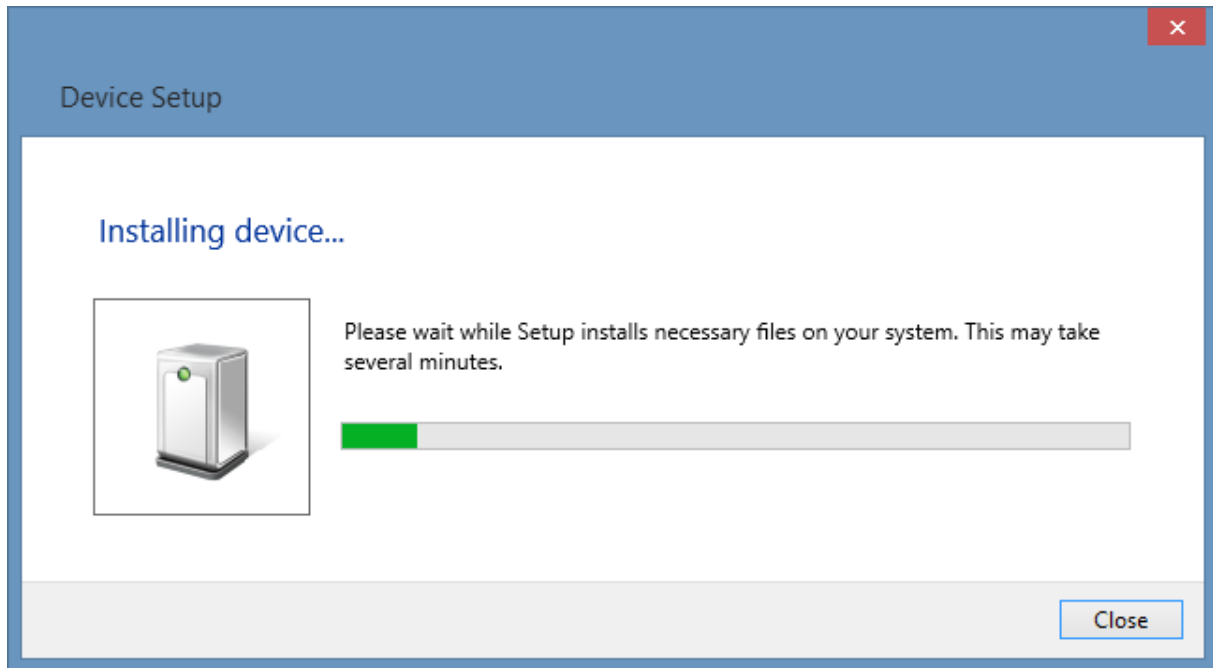 Device Setup
Installing device...
Please wait while Setup installs necessary files on your system. This may take
several minutes.
Close